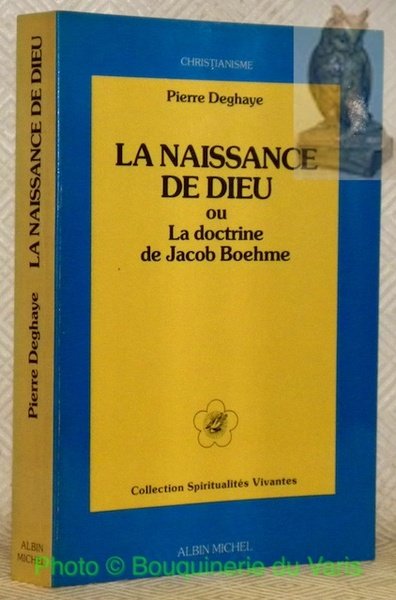 CHRISTIANISME
Pierre Deghaye
LA NAISSANCE
DE DIEU
ou
La doctrine
de Jacob Boehme
Collection Spiritualités Vivantes
ALBIN MICHEL
Pierre Deghaye LA NAISSANCE DE DIEU
ALBIN
MICHEL
Photo © Bouquinerie du Varis